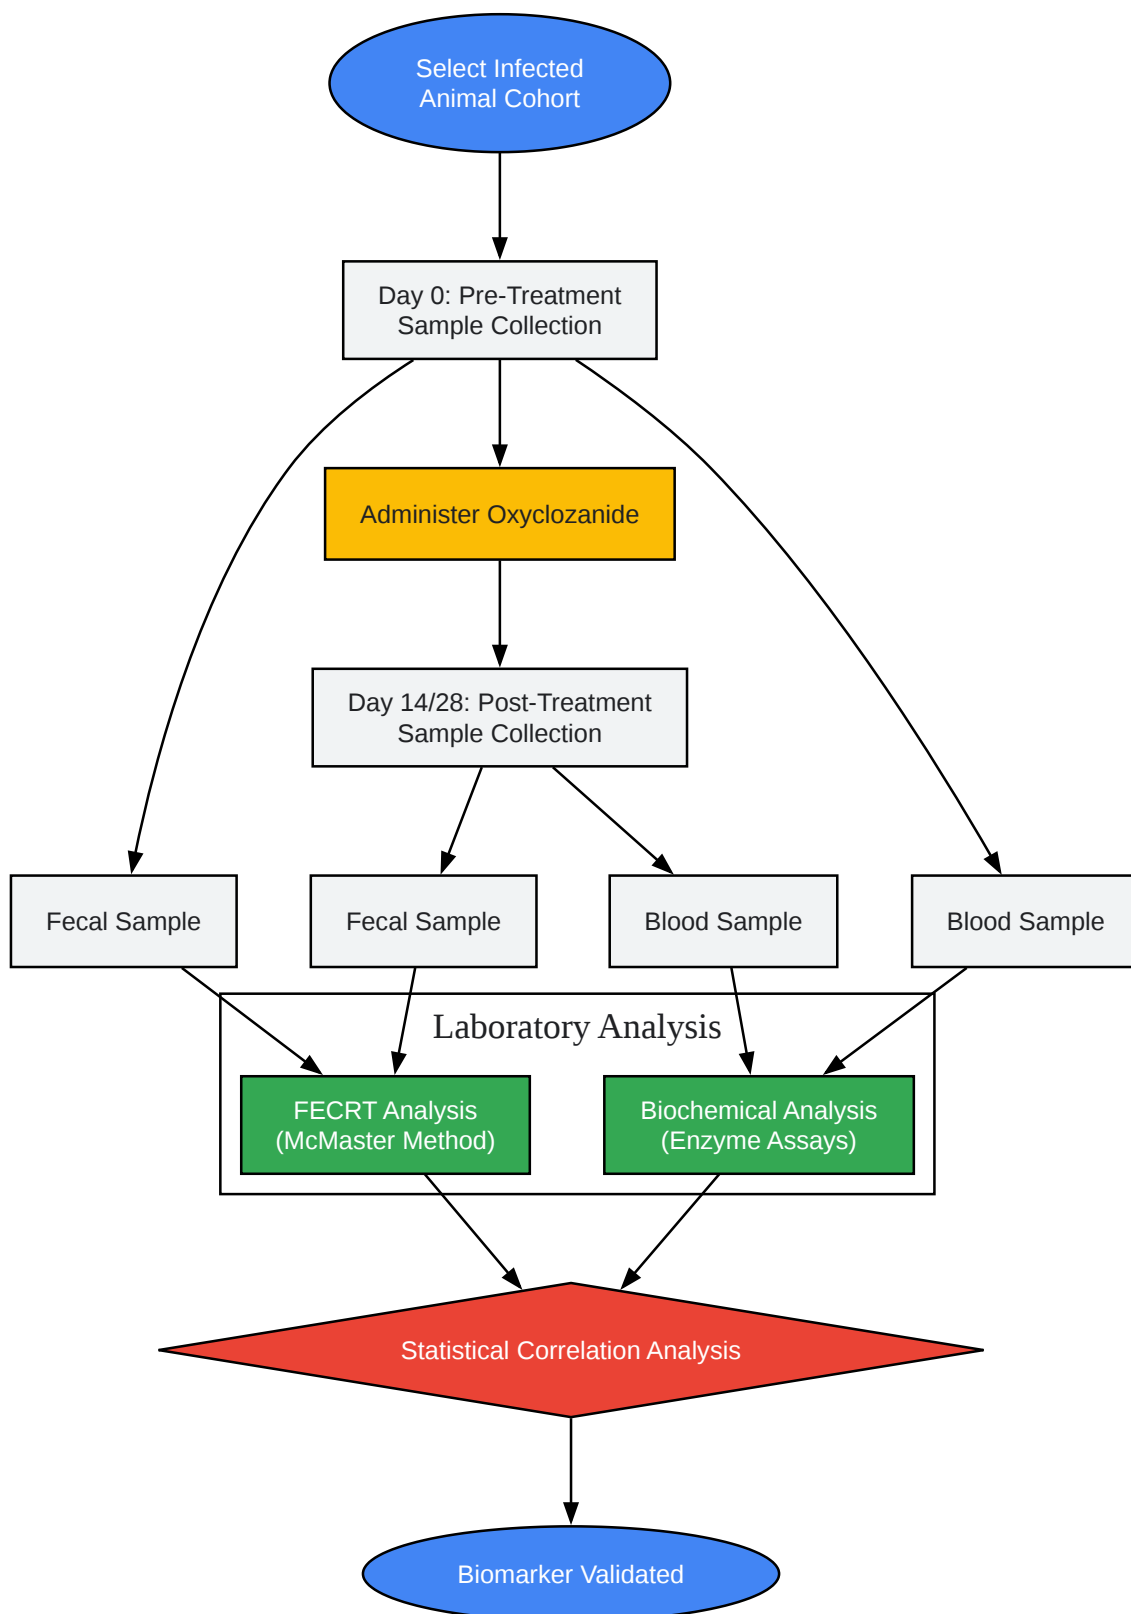 Select Infected
Animal Cohort
Day 0: Pre-Treatment
Sample Collection
Administer Oxyclozanide
Day 14/28: Post-Treatment
Sample Collection
Fecal Sample
Fecal Sample
Blood Sample
Blood Sample
Laboratory Analysis
FECRT Analysis
(McMaster Method)
Biochemical Analysis
(Enzyme Assays)
Statistical Correlation Analysis
Biomarker Validated